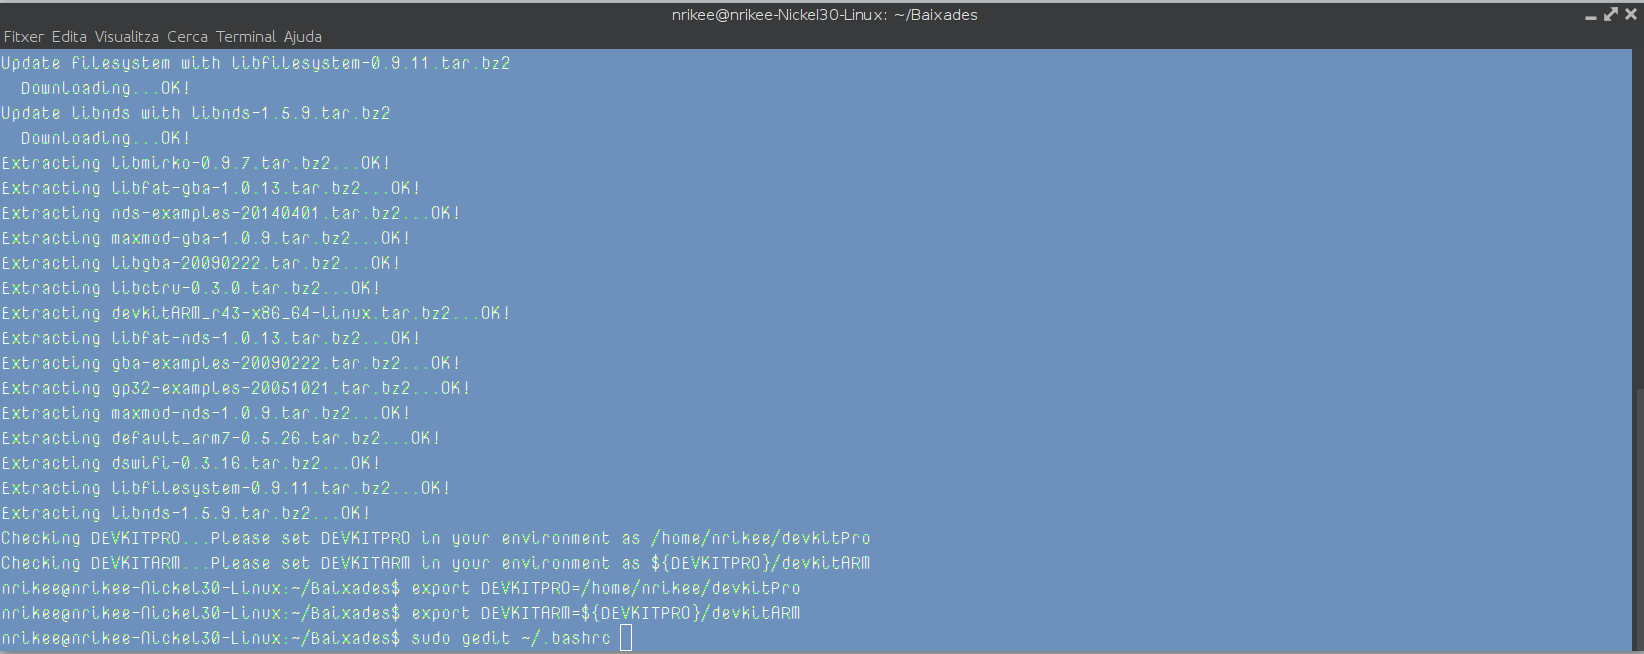 nrikee@nrikee-Nickel30-Linux: ~/Baixades
Fitxer Edita Visualitza Cerca Terminal Ajuda
Update filesystem with libfilesystem-0.9.11.tar.bz2
  Downloading...OK!
Update libnds with libnds-1.5.9.tar.bz2
  Downloading...OK!
Extracting libmirko-0.9.7.tar.bz2...OK!
Extracting libfat-gba-1.0.13.tar.bz2...OK!
Extracting nds-examples-20140401.tar.bz2...OK!
Extracting maxmod-gba-1.0.9.tar.bz2...OK!
Extracting libgba-20090222.tar.bz2...OK!
Extracting libctru-0.3.0.tar.bz2...OK!
Extracting devkitARM_r43-x86_64-linux.tar.bz2...OK!
Extracting libfat-nds-1.0.13.tar.bz2...OK!
Extracting gba-examples-20090222.tar.bz2...OK!
Extracting gp32-examples-20051021.tar.bz2...OK!
Extracting maxmod-nds-1.0.9.tar.bz2...OK!
Extracting default_arm7-0.5.26.tar.bz2...OK!
Extracting dswifi-0.3.16.tar.bz2...OK!
Extracting libfilesystem-0.9.11.tar.bz2...OK!
Extracting libnds-1.5.9.tar.bz2...OK!
Checking DEVKITPRO...Please set DEVKITPRO in your environment as /home/nrikee/devkitPro
Checking DEVKITARM...Please set DEVKITARM in your environment as ${DEVKITPRO}/devkitARM
nrikee@nrikee-Nickel30-Linux:~/Baixades$ export DEVKITPRO=/home/nrikee/devkitPro
nrikee@nrikee-Nickel30-Linux:~/Baixades$ export DEVKITARM=${DEVKITPRO}/devkitARM
nrikee@nrikee-Nickel30-Linux:~/Baixades$ sudo gedit ~/.bashrc